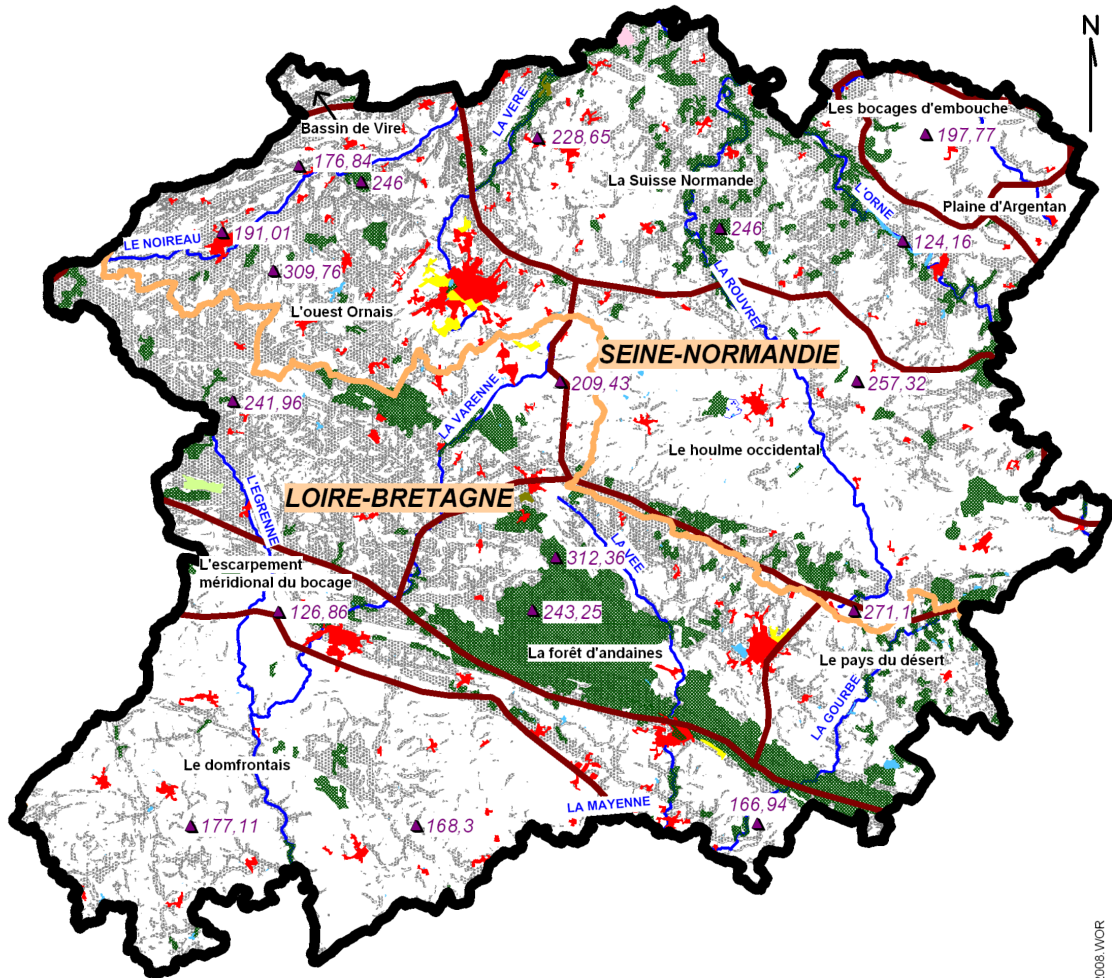 N
Les bocages d'embouche
197,77
LA VERE
Bassin de Vire
228,65
176,84
246
La Suisse Normande
L'ORNE
Plaine d'Argentan
191,01
246
124,16
LE NOIREAU
309,76
LA ROUVRE
L'ouest Ornais
SEINE-NORMANDIE
209,43
257,32
241,96
LA VARENNE
Le houlme occidental
L'EGRENNE
LOIRE-BRETAGNE
LA VEE
L'escarpement
méridional du bocage
312,36
126,86
243,25
271,1
La forêt d'andaines
Le pays du désert
LA GOURBE
Le domfrontais
LA MAYENNE
177,11
168,3
166,94
2008.WOR